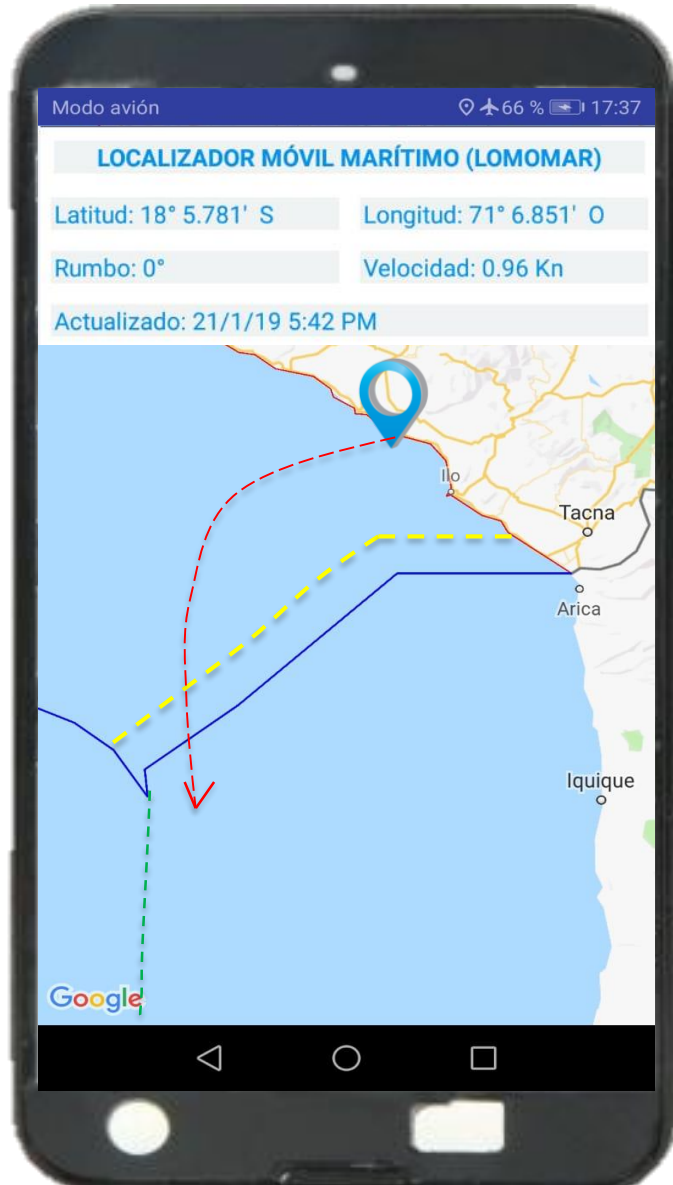 Modo avión 66 % 17:37
LOCALIZADOR MÓVIL MARÍTIMO (LOMOMAR)
Latitud: 18° 5.781' S Longitud: 71° 6.851' O
Rumbo: 0° Velocidad: 0.96 Kn
Actualizado: 21/1/19 5:42 PM
Ilo
Tacna
Arica
Iquique
Google